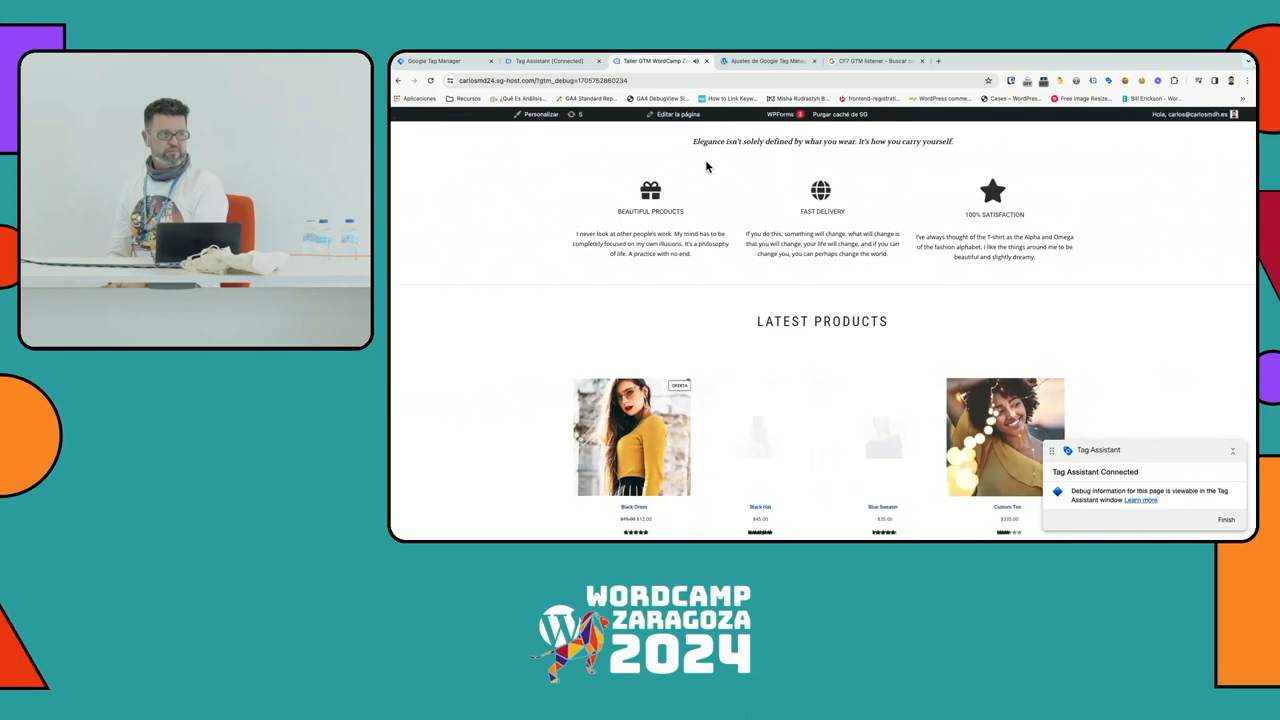 Google Tag Manager
Tag Assistant [Connected]
Taller GTM WordCamp Za
Ajustes de Google Tag Mana
CF7 GTM listener - Buscar co
carlosmd24.sg-host.com/?gtm_debug=1705752860234
Aplicaciones
Recursos
¿Qué Es Análisis...
GA4 Standard Rep...
GA4 DebugView Si...
How to Link Keyw...
Misha Rudrastyh B...
frontend-registrati...
WordPress comme...
Cases – WordPress...
Free Image Resize...
Bill Erickson - Wor...
Personalizar
5
Editar la página
WPForms
Purgar caché de SG
Hola, carlos@carlosmdh.es
Elegance isn't solely defined by what you wear. It's how you carry yourself.
BEAUTIFUL PRODUCTS
I never look at other people's work. My mind has to be
completely focused on my own illusions. It's a philosophy
of life. A practice with no end.
FAST DELIVERY
If you do this, something will change, what will change is
that you will change, your life will change, and if you can
change you, you can perhaps change the world.
100% SATISFACTION
I've always thought of the T-shirt as the Alpha and Omega
of the fashion alphabet. I like the things around me to be
beautiful and slightly dreamy.
LATEST PRODUCTS
OFERTA
Black Dress
$19.00 $12.00
Black Hat
$45.00
Blue Sweater
$35.00
Custom Tee
$335.00
Tag Assistant
Tag Assistant Connected
Debug information for this page is viewable in the Tag
Assistant window Learn more
Finish
WORDCAMP
ZARAGOZA
2024